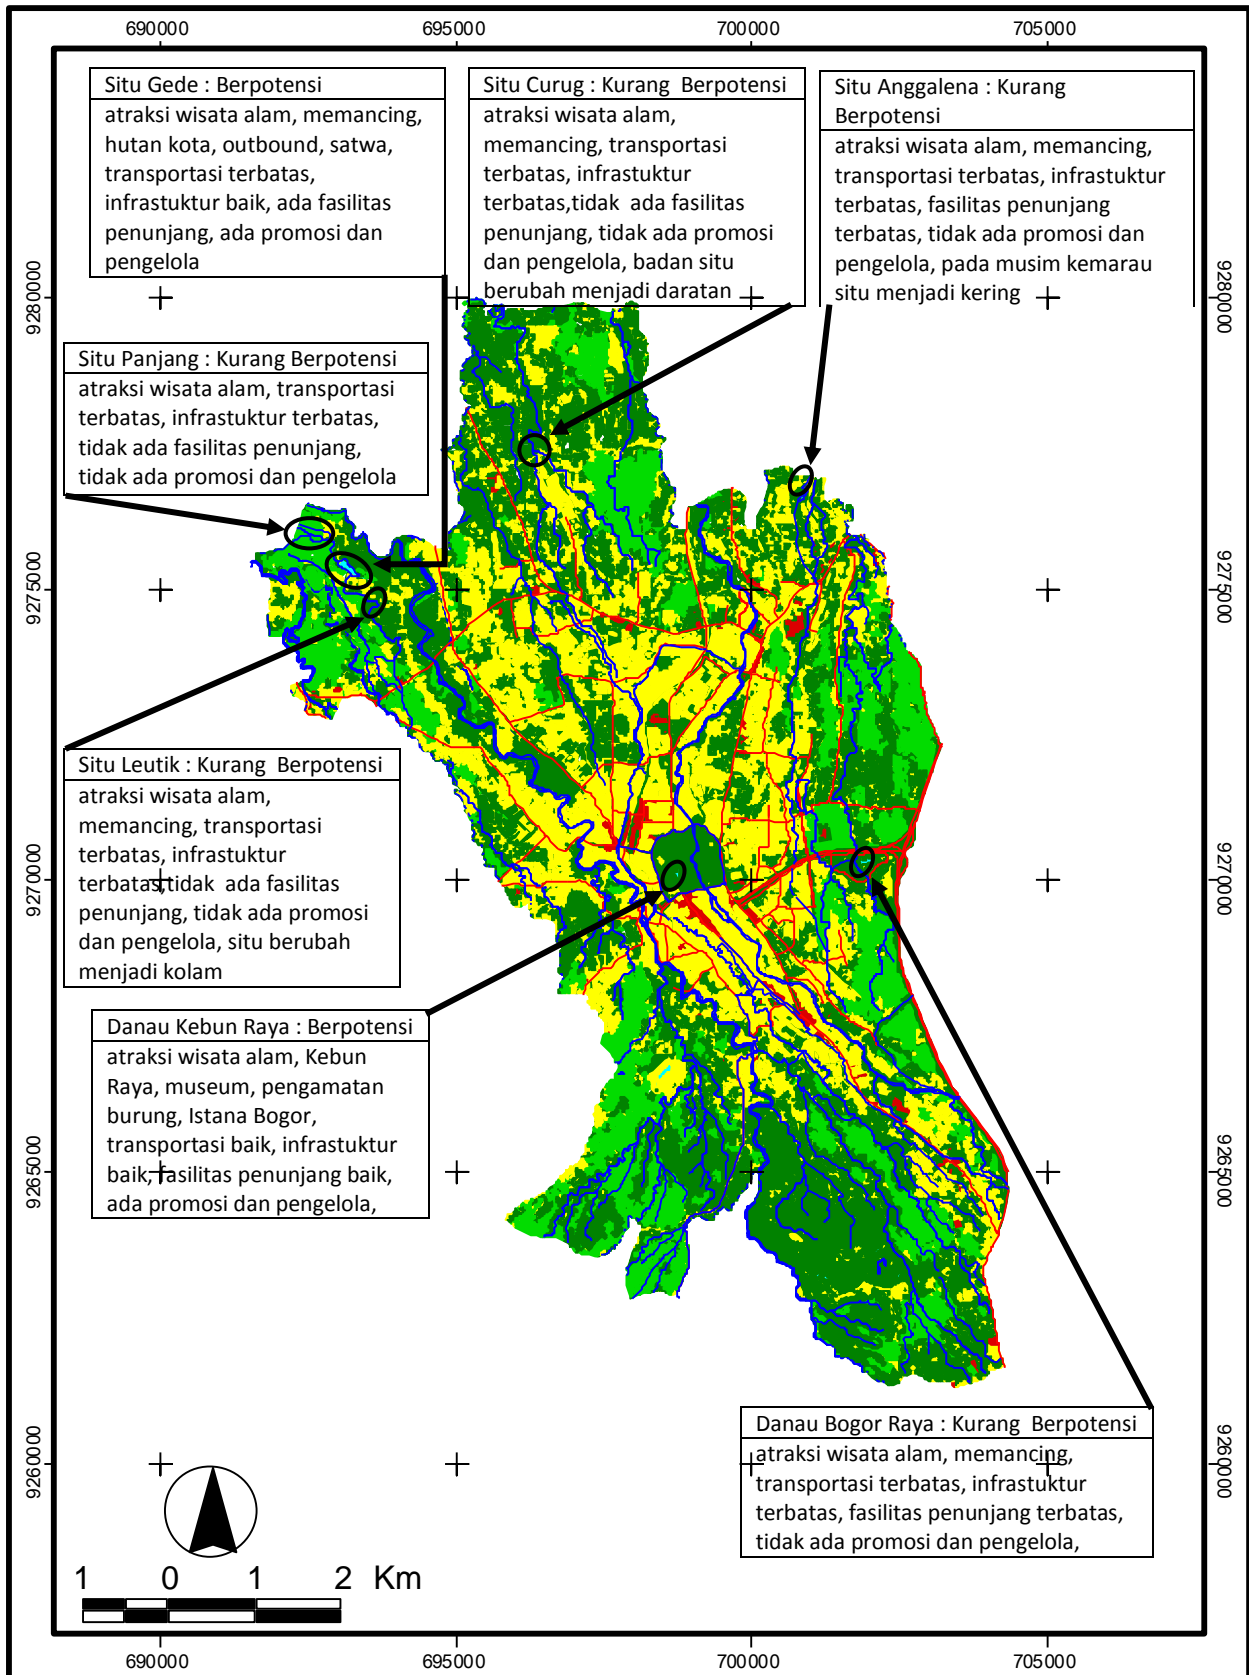 690000
695000
700000
705000
Situ Gede : Berpotensi
atraksi wisata alam, memancing,
hutan kota, outbound, satwa,
transportasi terbatas,
infrastuktur baik, ada fasilitas
penunjang, ada promosi dan
pengelola
Situ Curug : Kurang Berpotensi
atraksi wisata alam,
memancing, transportasi
terbatas, infrastuktur
terbatas,tidak ada fasilitas
penunjang, tidak ada promosi
dan pengelola, badan situ
berubah menjadi daratan
Situ Anggalena : Kurang
Berpotensi
atraksi wisata alam, memancing,
transportasi terbatas, infrastuktur
terbatas, fasilitas penunjang
terbatas, tidak ada promosi dan
pengelola, pada musim kemarau
situ menjadi kering
9280000
9280000
Situ Panjang : Kurang Berpotensi
atraksi wisata alam, transportasi
terbatas, infrastuktur terbatas,
tidak ada fasilitas penunjang,
tidak ada promosi dan pengelola
9275000
9275000
Situ Leutik : Kurang Berpotensi
atraksi wisata alam,
memancing, transportasi
terbatas, infrastuktur
terbatas,tidak ada fasilitas
penunjang, tidak ada promosi
dan pengelola, situ berubah
menjadi kolam
9270000
9270000
Danau Kebun Raya : Berpotensi
atraksi wisata alam, Kebun
Raya, museum, pengamatan
burung, Istana Bogor,
transportasi baik, infrastuktur
baik, fasilitas penunjang baik,
ada promosi dan pengelola,
9265000
9265000
Danau Bogor Raya : Kurang Berpotensi
atraksi wisata alam, memancing,
transportasi terbatas, infrastuktur
terbatas, fasilitas penunjang terbatas,
tidak ada promosi dan pengelola,
9260000
9260000
1 0 1 2 Km
690000
695000
700000
705000